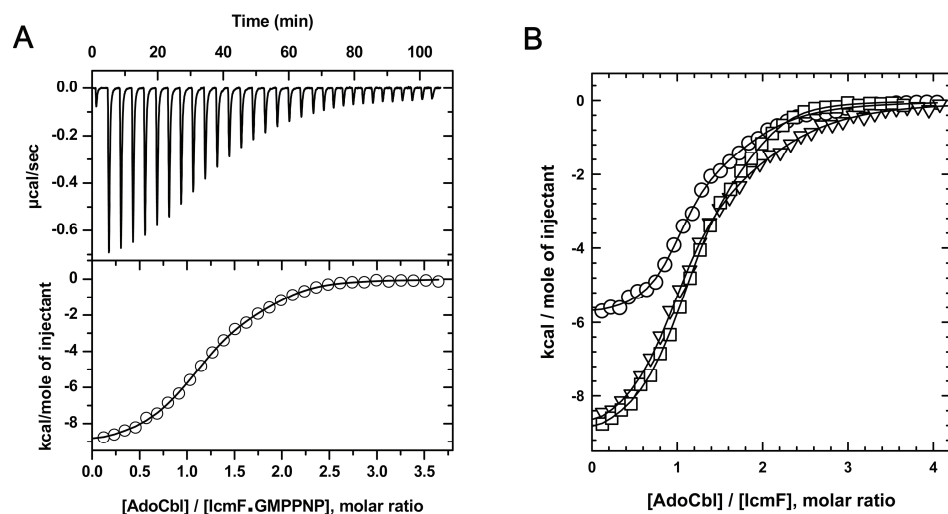 A
Time (min)
0 20 40 60 80 100
0.0
-0.2
-0.4
-0.6
µcal/sec
0
-2
-4
-6
-8
kcal/mole of injectant
0.0 0.5 1.0 1.5 2.0 2.5 3.0 3.5
[AdoCbl] / [IcmF.GMPPNP], molar ratio
B
0
-2
-4
-6
-8
kcal / mole of injectant
0 1 2 3 4
[AdoCbl] / [IcmF], molar ratio